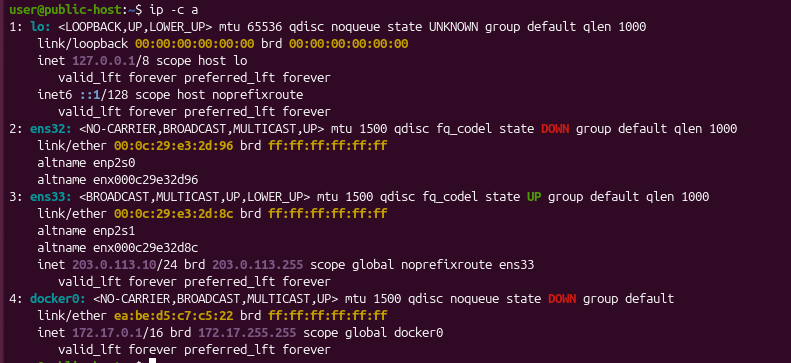 user@public-host:~$ ip -c a
1: lo: <LOOPBACK,UP,LOWER_UP> mtu 65536 qdisc noqueue state UNKNOWN group default qlen 1000
    link/loopback 00:00:00:00:00:00 brd 00:00:00:00:00:00
    inet 127.0.0.1/8 scope host lo
       valid_lft forever preferred_lft forever
    inet6 ::1/128 scope host noprefixroute
       valid_lft forever preferred_lft forever
2: ens32: <NO-CARRIER,BROADCAST,MULTICAST,UP> mtu 1500 qdisc fq_codel state DOWN group default qlen 1000
    link/ether 00:0c:29:e3:2d:96 brd ff:ff:ff:ff:ff:ff
    altname enp2s0
    altname enx000c29e32d96
3: ens33: <BROADCAST,MULTICAST,UP,LOWER_UP> mtu 1500 qdisc fq_codel state UP group default qlen 1000
    link/ether 00:0c:29:e3:2d:8c brd ff:ff:ff:ff:ff:ff
    altname enp2s1
    altname enx000c29e32d8c
    inet 203.0.113.10/24 brd 203.0.113.255 scope global noprefixroute ens33
       valid_lft forever preferred_lft forever
4: docker0: <NO-CARRIER,BROADCAST,MULTICAST,UP> mtu 1500 qdisc noqueue state DOWN group default
    link/ether ea:be:d5:c7:c5:22 brd ff:ff:ff:ff:ff:ff
    inet 172.17.0.1/16 brd 172.17.255.255 scope global docker0
       valid_lft forever preferred_lft forever